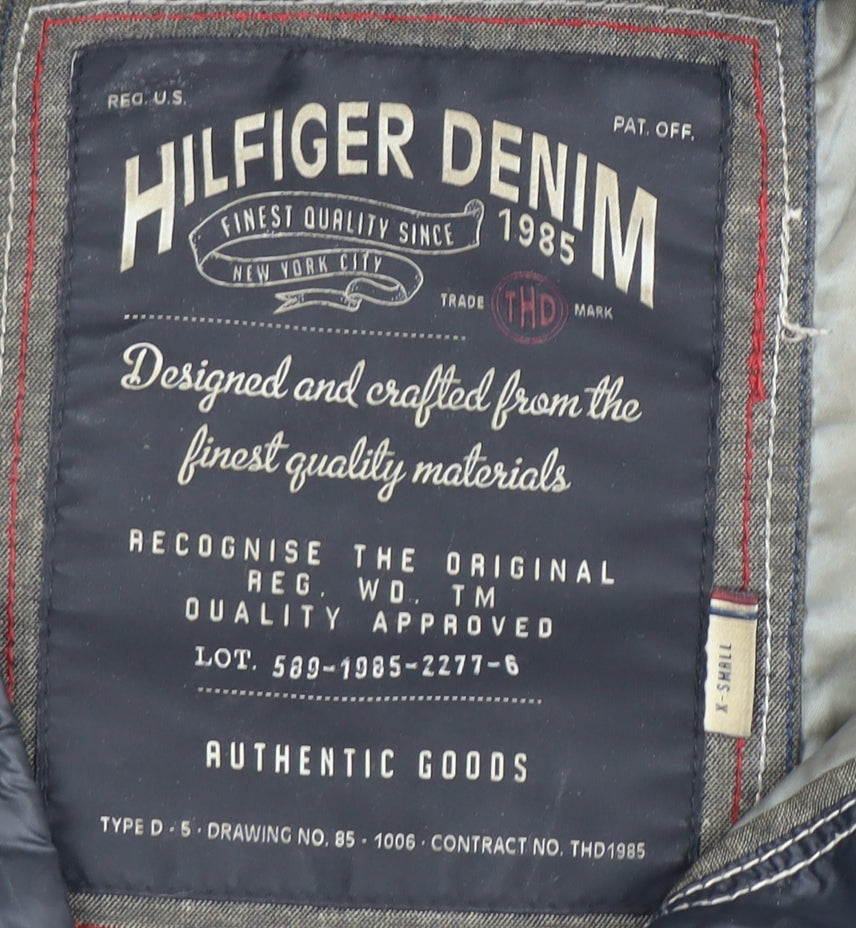 REG. U.S.
PAT. OFF.
HILFIGER DENIM
FINEST QUALITY SINCE
1985
NEW YORK CITY
TRADE THD MARK
Designed and crafted from the
finest quality materials
RECOGNISE THE ORIGINAL
REG. WD. TM
QUALITY APPROVED
LOT. 589-1985-2277-6
X-SMALL
AUTHENTIC GOODS
TYPE D - 5 · DRAWING NO. 85 - 1006 · CONTRACT NO. THD1985